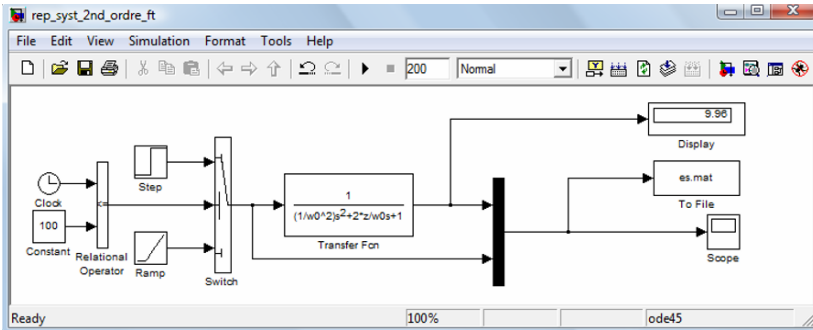 rep_syst_2nd_ordre_ft
File Edit View Simulation Format Tools Help
200 Normal
9.96
Display
Step
es.mat
To File
Clock
<=
1
(1/w0^2)s²+2*z/w0s+1
Transfer Fcn
100
Constant
Relational
Operator
Ramp
Switch
Scope
Ready 100% ode45